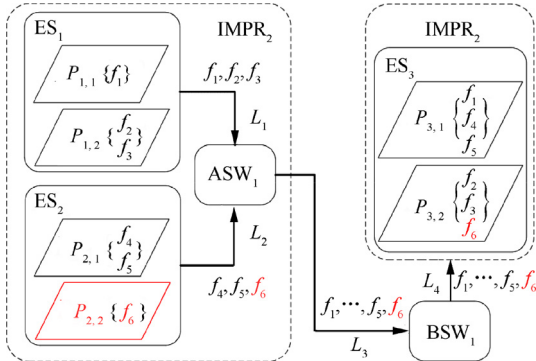 ES₁ IMPR₂
P₁,₁ {f₁}
f₁, f₂, f₃
P₁,₂ {f₂ f₃}
L₁
ASW₁
ES₂
P₂,₁ {f₄ f₅}
L₂
P₂,₂ {f₆}
f₄, f₅, f₆
f₁, ⋯, f₅, f₆
L₃
BSW₁
L₄
f₁, ⋯, f₅, f₆
IMPR₂
ES₃
P₃,₁ {f₁ f₄ f₅}
P₃,₂ {f₂ f₃ f₆}